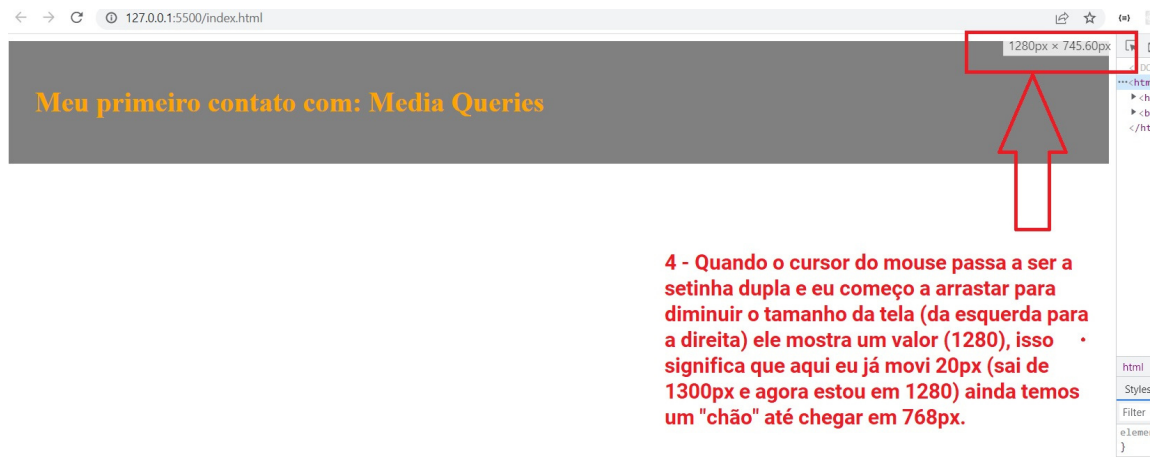 127.0.0.1:5500/index.html
1280px × 745.60px
Meu primeiro contato com: Media Queries
4 - Quando o cursor do mouse passa a ser a
setinha dupla e eu começo a arrastar para
diminuir o tamanho da tela (da esquerda para
a direita) ele mostra um valor (1280), isso
significa que aqui eu já movi 20px (sai de
1300px e agora estou em 1280) ainda temos
um "chão" até chegar em 768px.
html
Styles
Filter
}